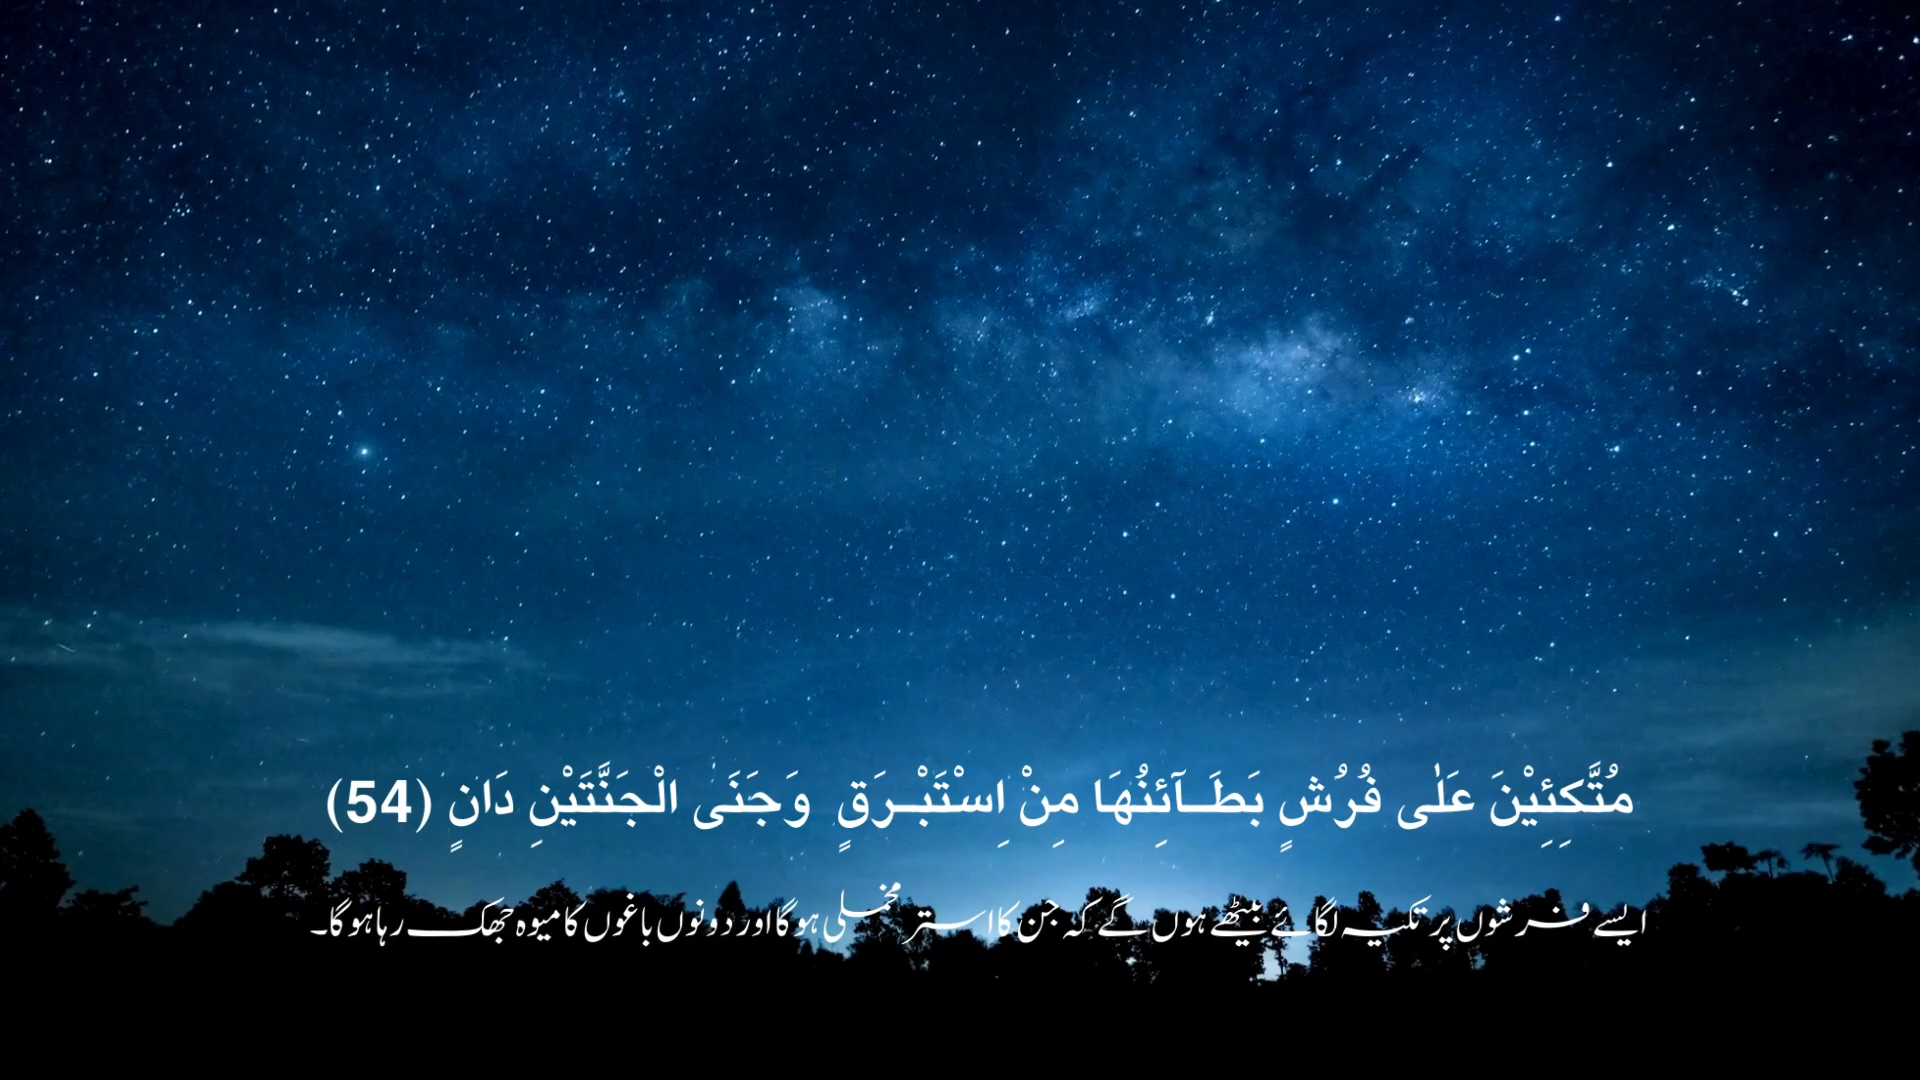 مُتَّكِئِيْنَ عَلٰى فُرُشٍ بَطَـآئِنُهَا مِنْ اِسْتَبْـرَقٍ وَجَنَى الْجَنَّتَيْنِ دَانٍ (54)
ایسے فرشوں پر تکیہ لگائے بیٹھے ہوں گے کہ جن کا استر مخملی ہوگا اور دونوں باغوں کا میوہ جھک رہا ہوگا۔